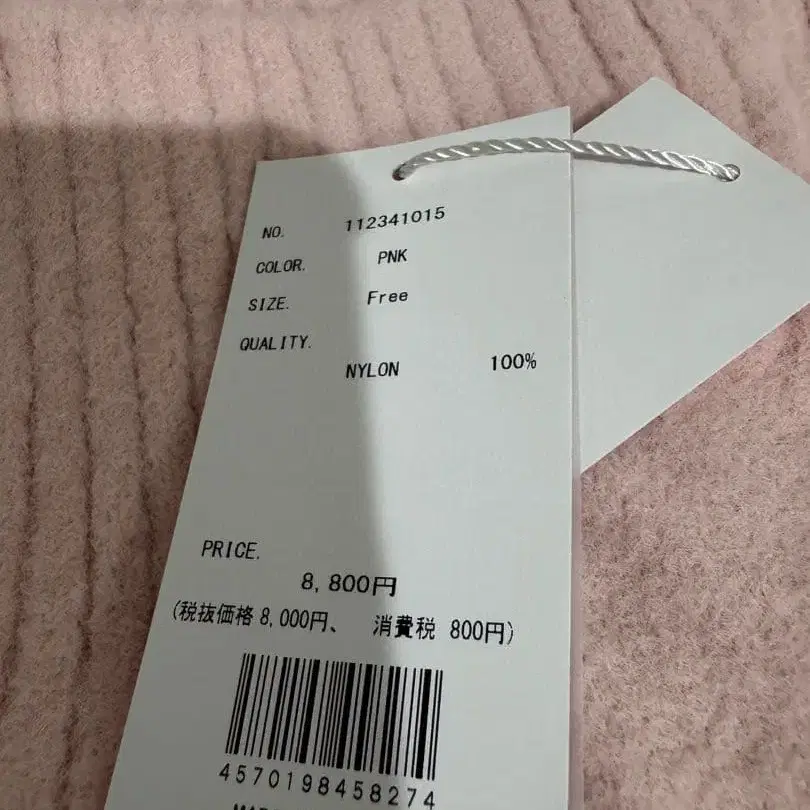 NO. 112341015
COLOR. PNK
SIZE. Free
QUALITY.
NYLON 100%
PRICE.
8,800円
(税抜価格 8,000円、 消費税 800円)
4570198458274